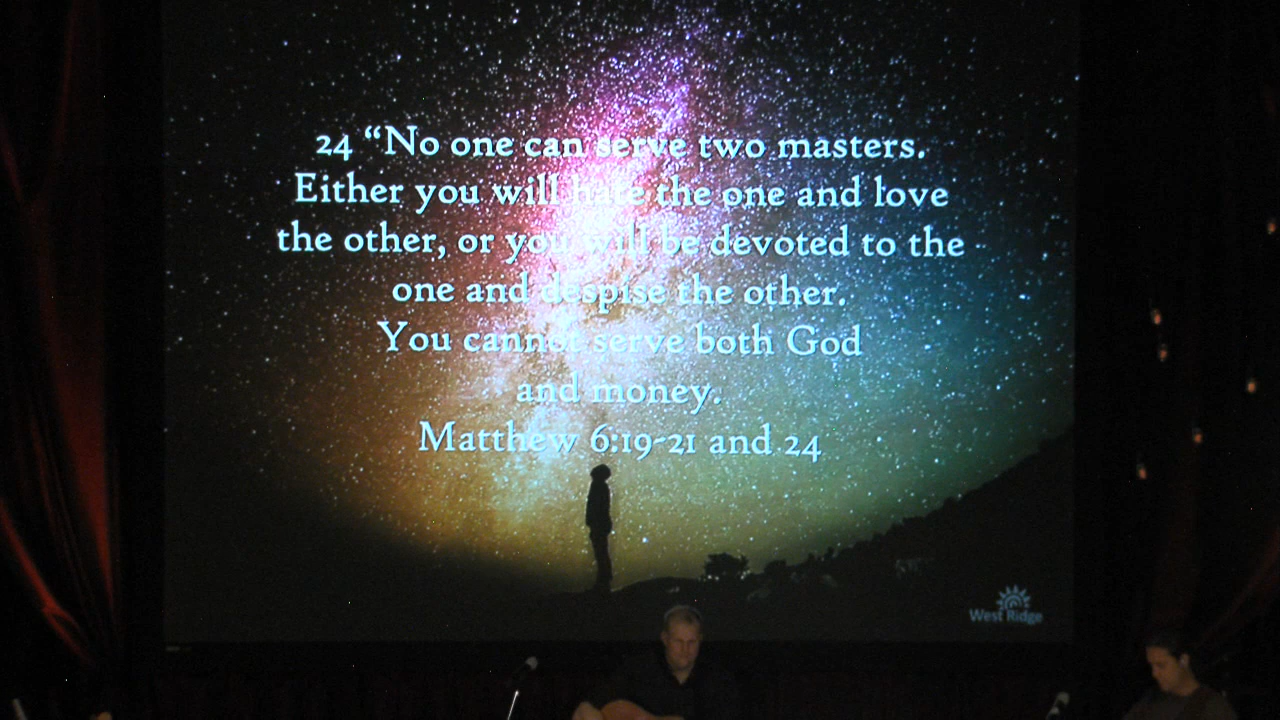 24 “No one can serve two masters.
Either you will hate the one and love
the other, or you will be devoted to the
one and despise the other.
You cannot serve both God
and money.
Matthew 6:19-21 and 24
West Ridge